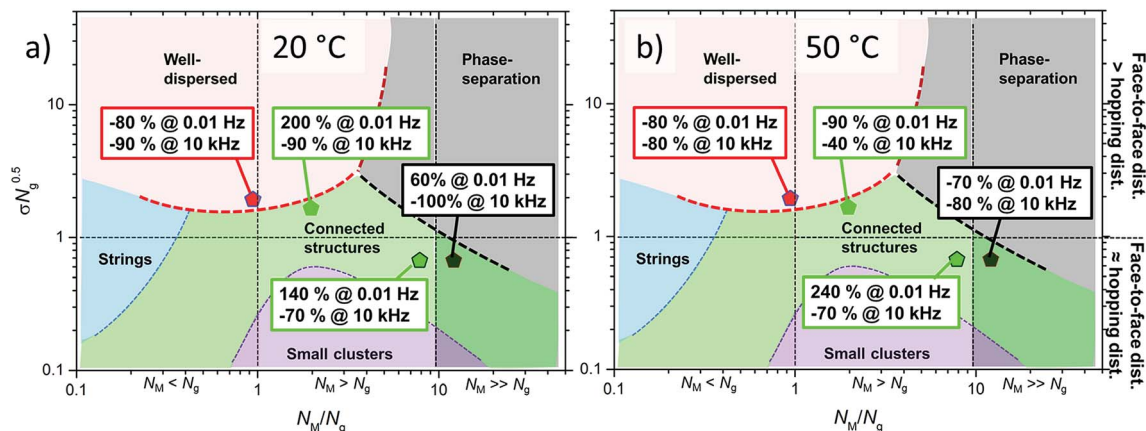 a)
20 °C
Well-
dispersed
Phase-
separation
-80 % @ 0.01 Hz
-90 % @ 10 kHz
200 % @ 0.01 Hz
-90 % @ 10 kHz
60% @ 0.01 Hz
-100% @ 10 kHz
Strings
Connected
structures
140 % @ 0.01 Hz
-70 % @ 10 kHz
Small clusters
σN_g^0.5
10
1
0.1
N_M < N_g
N_M > N_g
N_M >> N_g
0.1
1
10
N_M/N_g
b)
50 °C
Well-
dispersed
Phase-
separation
-80 % @ 0.01 Hz
-80 % @ 10 kHz
-90 % @ 0.01 Hz
-40 % @ 10 kHz
-70 % @ 0.01 Hz
-80 % @ 10 kHz
Strings
Connected
structures
240 % @ 0.01 Hz
-70 % @ 10 kHz
Small clusters
10
1
0.1
N_M < N_g
N_M > N_g
N_M >> N_g
0.1
1
10
N_M/N_g
Face-to-face dist.
> hopping dist.
Face-to-face dist.
≈ hopping dist.